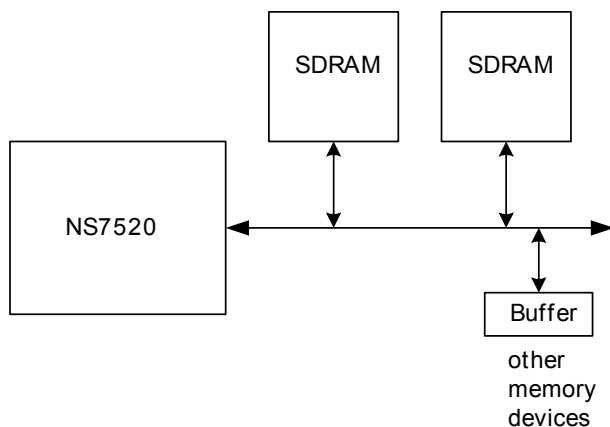 SDRAM
SDRAM
NS7520
Buffer
other
memory
devices